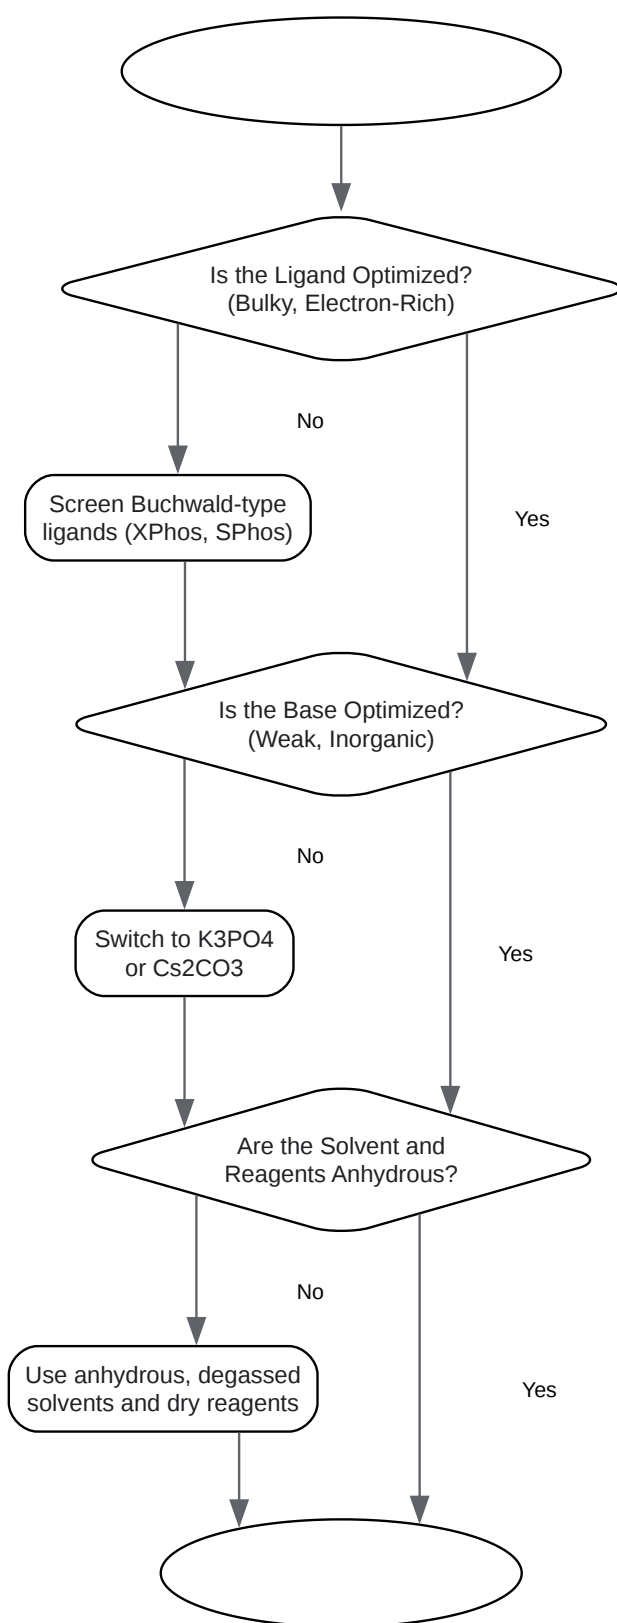 Is the Ligand Optimized?
(Bulky, Electron-Rich)
No
Screen Buchwald-type
ligands (XPhos, SPhos)
Yes
Is the Base Optimized?
(Weak, Inorganic)
No
Switch to K3PO4
or Cs2CO3
Yes
Are the Solvent and
Reagents Anhydrous?
No
Use anhydrous, degassed
solvents and dry reagents
Yes